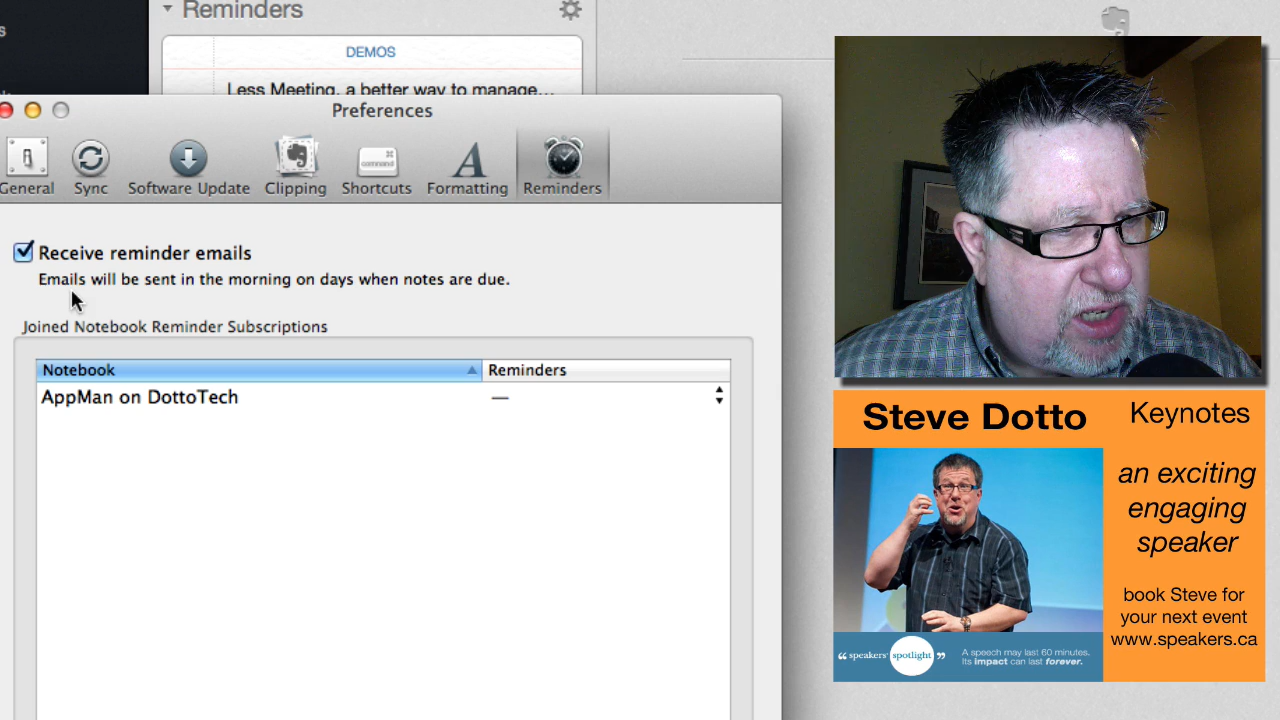 Reminders
DEMOS
Less Meeting, a better way to manage...
Preferences
General
Sync
Software Update
Clipping
command
Shortcuts
Formatting
Reminders
Receive reminder emails
Emails will be sent in the morning on days when notes are due.
Joined Notebook Reminder Subscriptions
Notebook
Reminders
AppMan on DottoTech
—
Steve Dotto
Keynotes
an exciting
engaging
speaker
book Steve for
your next event
www.speakers.ca
“ speakers' spotlight ”
A speech may last 60 minutes.
Its impact can last forever.